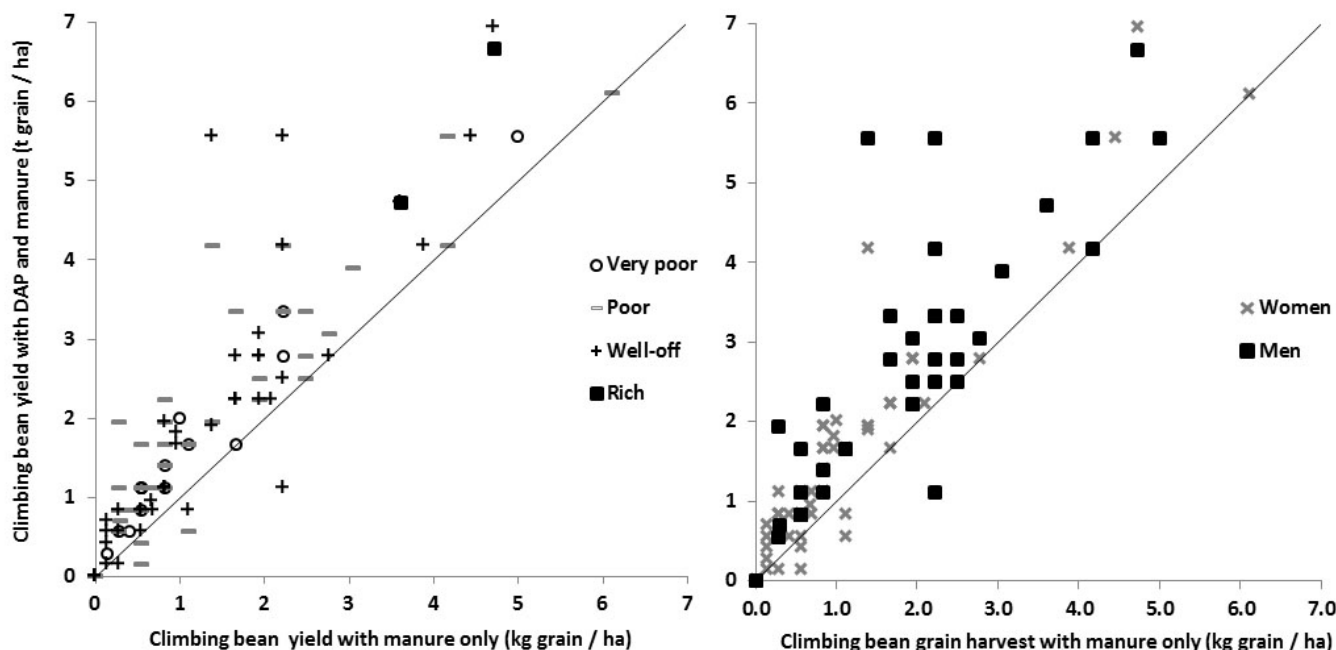 Climbing bean yield with DAP and manure (t grain / ha)
7
6
5
4
3
2
1
0
0 1 2 3 4 5 6 7
Climbing bean yield with manure only (kg grain / ha)
Very poor
Poor
Well-off
Rich
7
6
5
4
3
2
1
0
0.0 1.0 2.0 3.0 4.0 5.0 6.0 7.0
Climbing bean grain harvest with manure only (kg grain / ha)
Women
Men